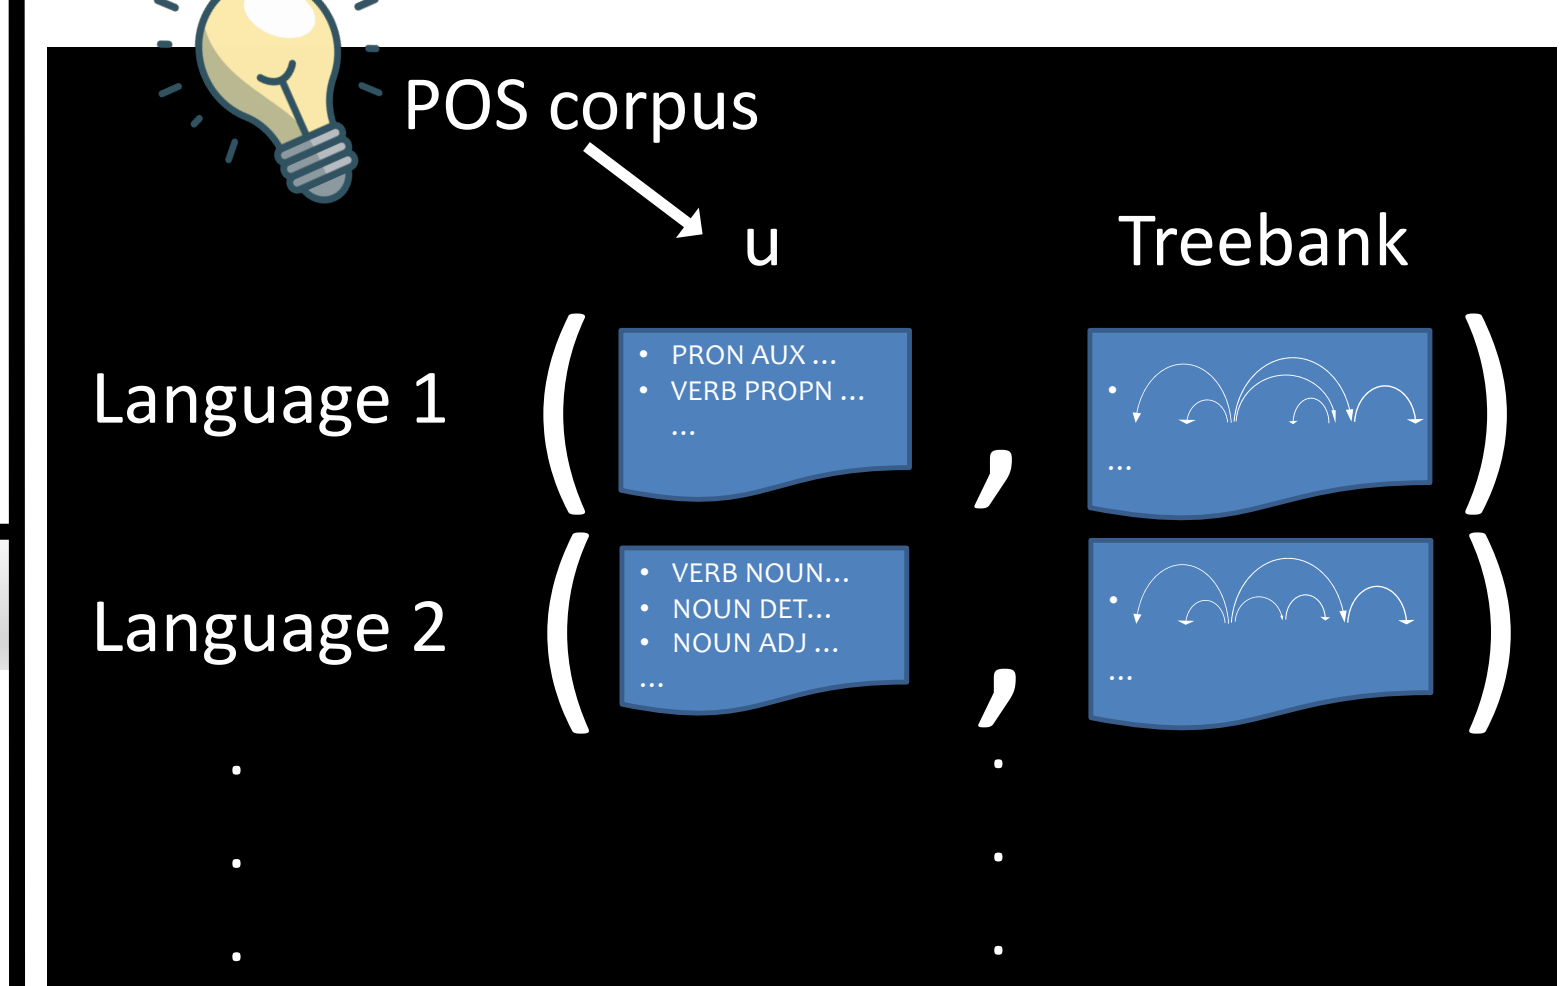 POS corpus
u Treebank
Language 1 ( • PRON AUX ... , • )
• VERB PROPN ...
...
...
Language 2 ( • VERB NOUN... , • )
• NOUN DET...
• NOUN ADJ ...
...
...
. .
. .
. .